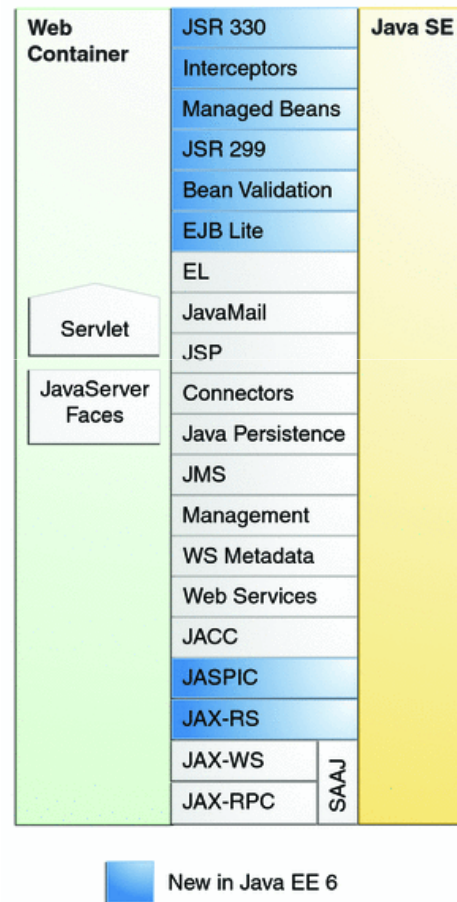 Web
Container
Servlet
JavaServer
Faces
JSR 330
Interceptors
Managed Beans
JSR 299
Bean Validation
EJB Lite
EL
JavaMail
JSP
Connectors
Java Persistence
JMS
Management
WS Metadata
Web Services
JACC
JASPIC
JAX-RS
JAX-WS
JAX-RPC
SAAJ
Java SE
New in Java EE 6